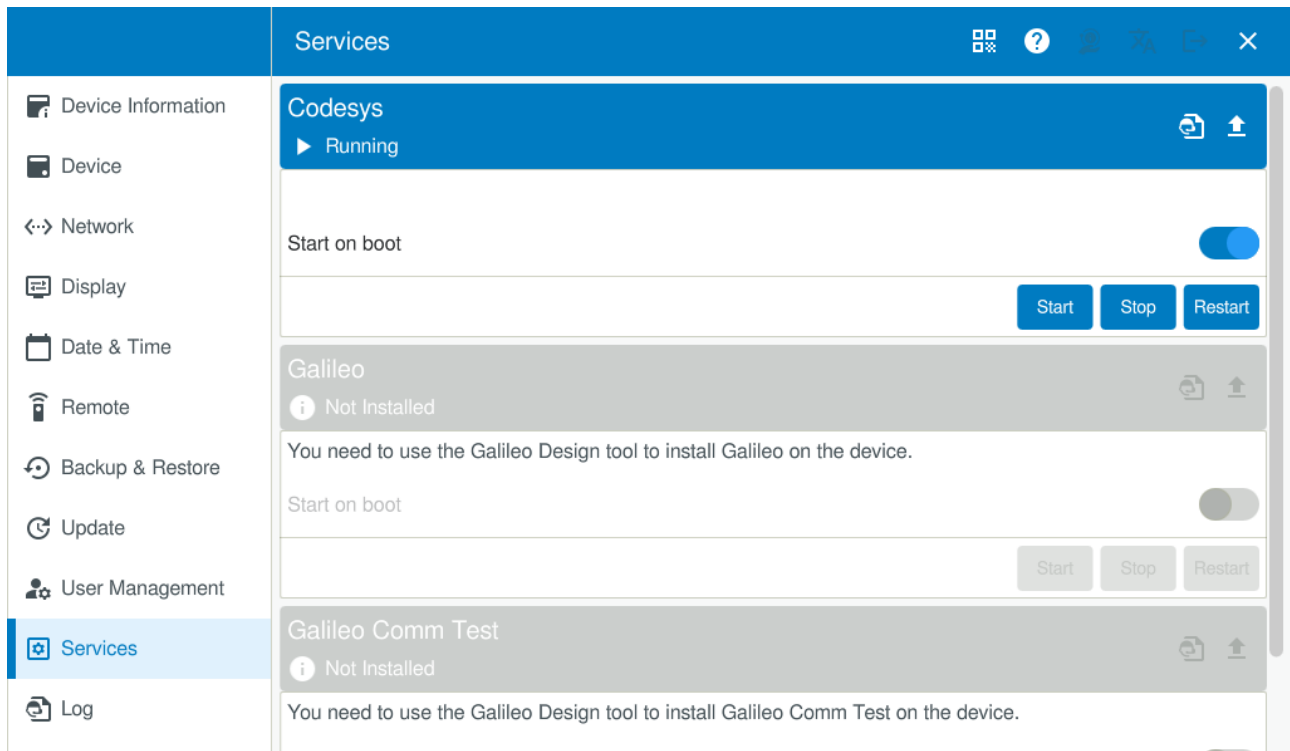 Services
Device Information
Device
Network
Display
Date & Time
Remote
Backup & Restore
Update
User Management
Services
Log
Codesys
Running
Start on boot
Start Stop Restart
Galileo
Not Installed
You need to use the Galileo Design tool to install Galileo on the device.
Start on boot
Start Stop Restart
Galileo Comm Test
Not Installed
You need to use the Galileo Design tool to install Galileo Comm Test on the device.